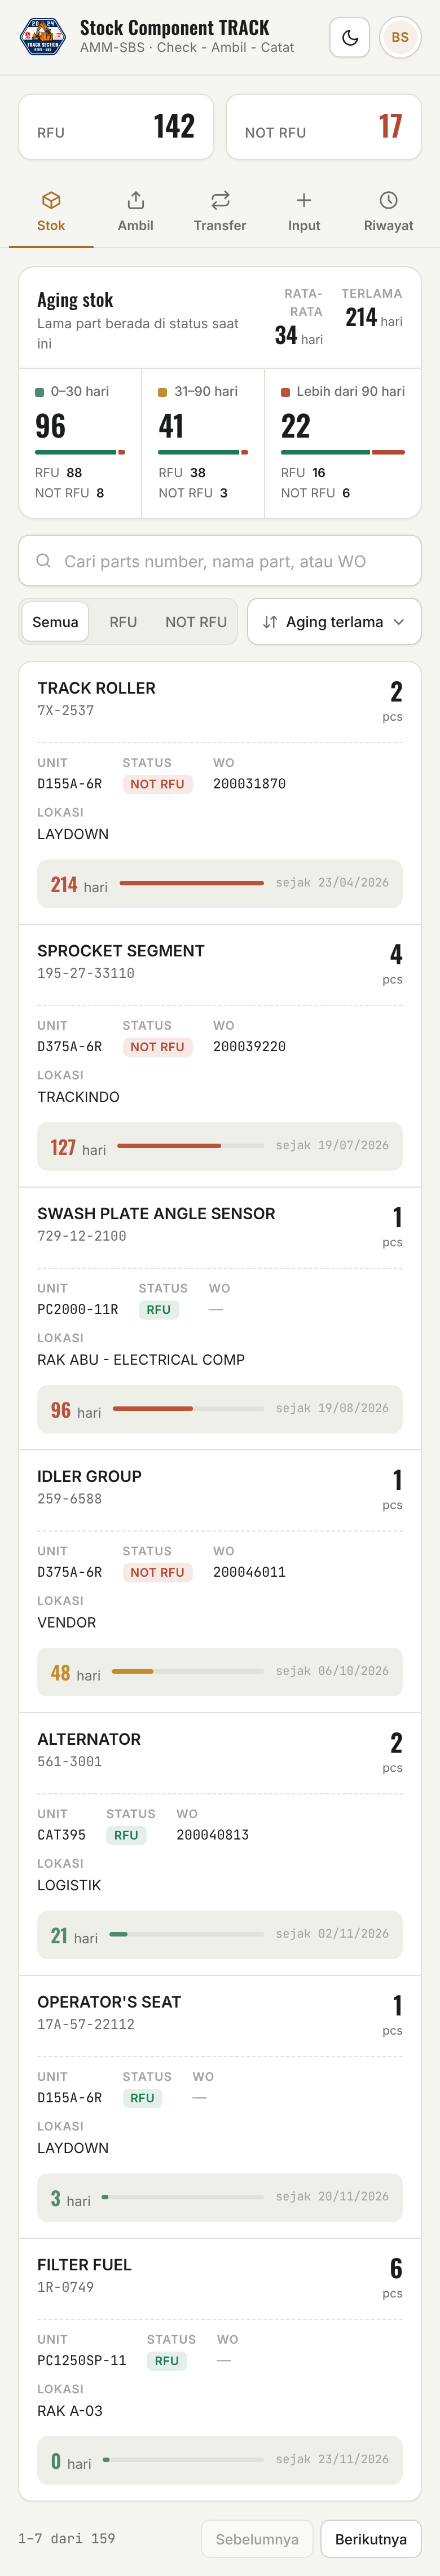 2024
TRACK SECTION
Stock Component TRACK
AMM-SBS · Check - Ambil - Catat
BS
RFU 142
NOT RFU 17
Stok Ambil Transfer Input Riwayat
Aging stok
Lama part berada di status saat ini
RATA-RATA
34 hari
TERLAMA
214 hari
0–30 hari
96
RFU 88
NOT RFU 8
31–90 hari
41
RFU 38
NOT RFU 3
Lebih dari 90 hari
22
RFU 16
NOT RFU 6
Cari parts number, nama part, atau WO
Semua RFU NOT RFU
Aging terlama
TRACK ROLLER 2
7X-2537 pcs
UNIT STATUS WO
D155A-6R NOT RFU 200031870
LOKASI
LAYDOWN
214 hari sejak 23/04/2026
SPROCKET SEGMENT 4
195-27-33110 pcs
UNIT STATUS WO
D375A-6R NOT RFU 200039220
LOKASI
TRACKINDO
127 hari sejak 19/07/2026
SWASH PLATE ANGLE SENSOR 1
729-12-2100 pcs
UNIT STATUS WO
PC2000-11R RFU —
LOKASI
RAK ABU - ELECTRICAL COMP
96 hari sejak 19/08/2026
IDLER GROUP 1
259-6588 pcs
UNIT STATUS WO
D375A-6R NOT RFU 200046011
LOKASI
VENDOR
48 hari sejak 06/10/2026
ALTERNATOR 2
561-3001 pcs
UNIT STATUS WO
CAT395 RFU 200040813
LOKASI
LOGISTIK
21 hari sejak 02/11/2026
OPERATOR'S SEAT 1
17A-57-22112 pcs
UNIT STATUS WO
D155A-6R RFU —
LOKASI
LAYDOWN
3 hari sejak 20/11/2026
FILTER FUEL 6
1R-0749 pcs
UNIT STATUS WO
PC1250SP-11 RFU —
LOKASI
RAK A-03
0 hari sejak 23/11/2026
1–7 dari 159
Sebelumnya Berikutnya